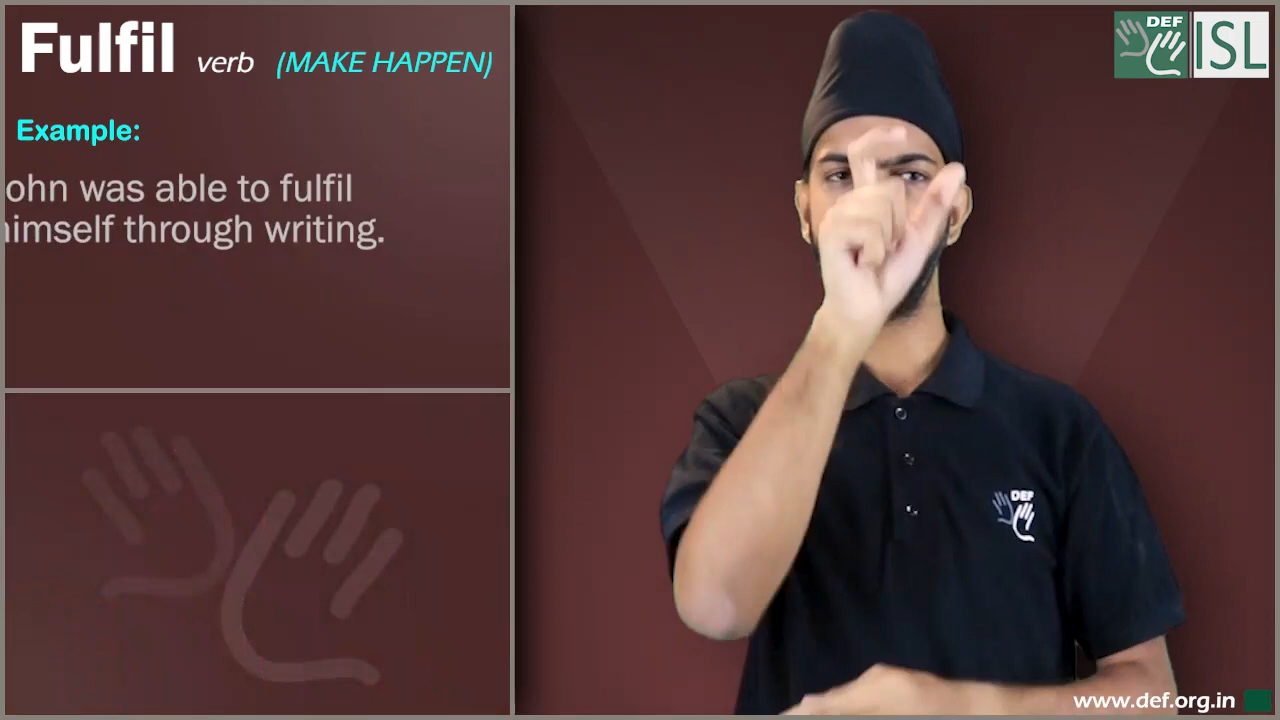 Fulfil verb (MAKE HAPPEN)
Example:
ohn was able to fulfil
himself through writing.
DEF
ISL
DEF
www.def.org.in